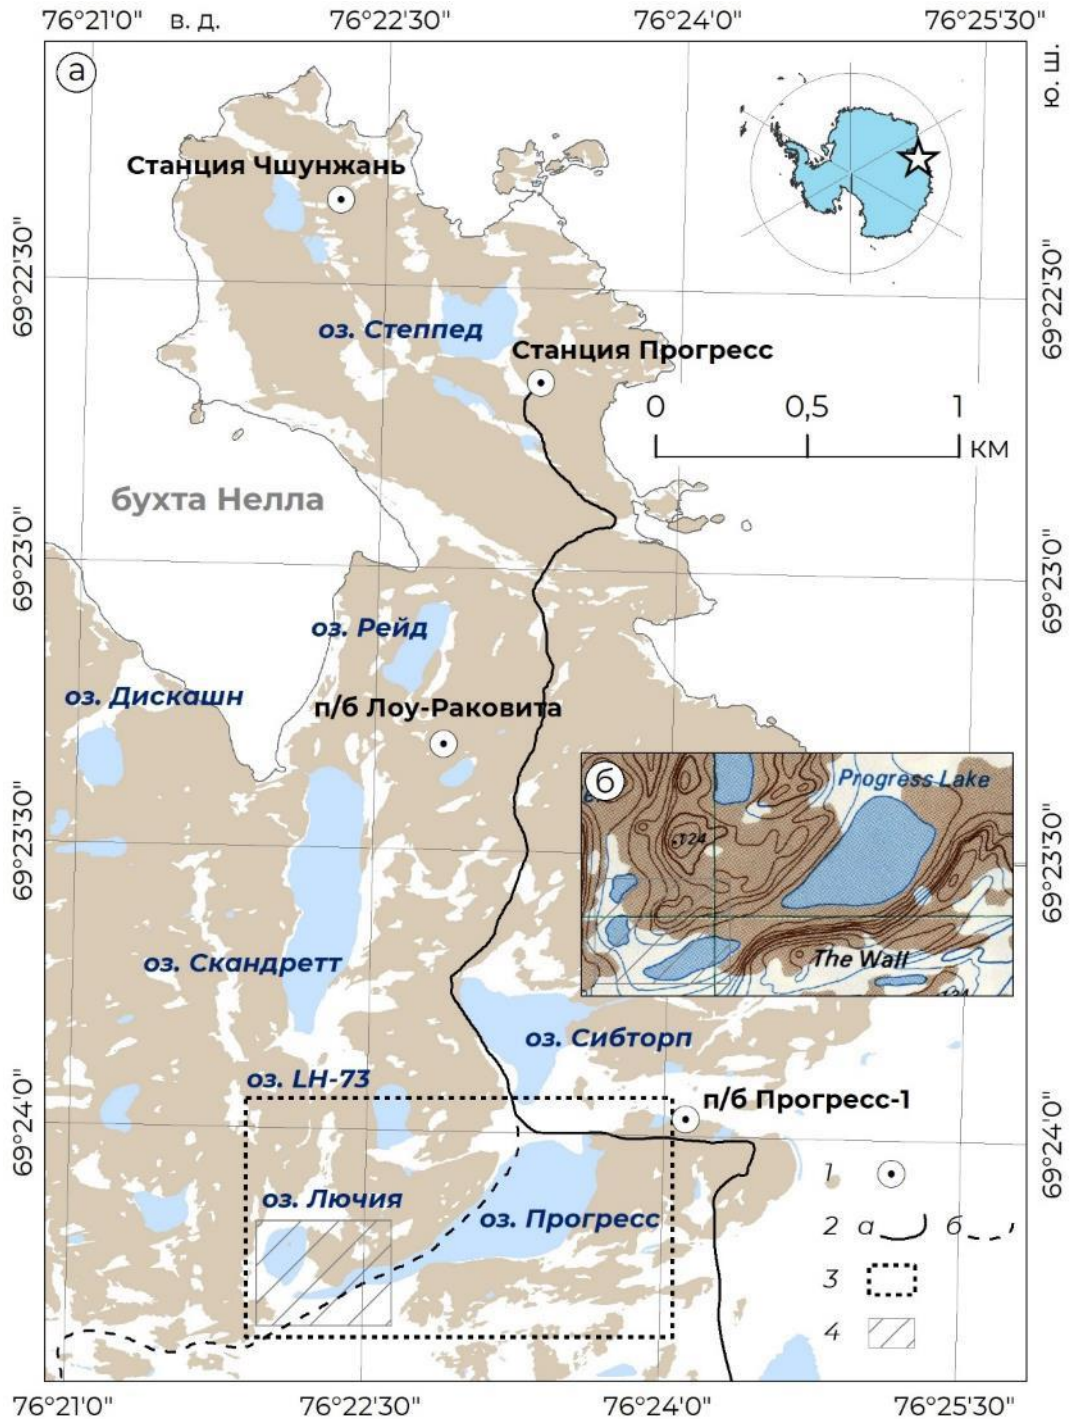 76°21'0" в. д. 76°22'30" 76°24'0" 76°25'30"
ю. ш.
а
Станция Чшунжань
69°22'30"
69°22'30"
оз. Степпед
Станция Прогресс
0 0,5 1
км
бухта Нелла
69°23'0"
69°23'0"
оз. Рейд
оз. Дискашн
п/б Лоу-Раковита
б
Progress Lake
124
69°23'30"
69°23'30"
The Wall
оз. Скандретт
оз. Сибторп
оз. LH-73
п/б Прогресс-1
69°24'0"
69°24'0"
1
оз. Лючия
оз. Прогресс
2 а б
3
4
76°21'0" 76°22'30" 76°24'0" 76°25'30"